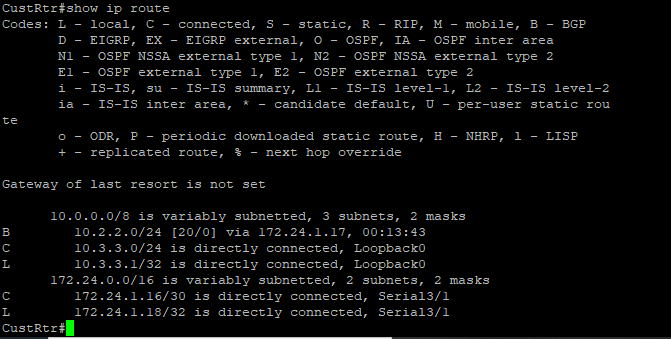 CustRtr#show ip route
Codes: L - local, C - connected, S - static, R - RIP, M - mobile, B - BGP
D - EIGRP, EX - EIGRP external, O - OSPF, IA - OSPF inter area
N1 - OSPF NSSA external type 1, N2 - OSPF NSSA external type 2
E1 - OSPF external type 1, E2 - OSPF external type 2
i - IS-IS, su - IS-IS summary, L1 - IS-IS level-1, L2 - IS-IS level-2
ia - IS-IS inter area, * - candidate default, U - per-user static rou
te
o - ODR, P - periodic downloaded static route, H - NHRP, l - LISP
+ - replicated route, % - next hop override
Gateway of last resort is not set
10.0.0.0/8 is variably subnetted, 3 subnets, 2 masks
B 10.2.2.0/24 [20/0] via 172.24.1.17, 00:13:43
C 10.3.3.0/24 is directly connected, Loopback0
L 10.3.3.1/32 is directly connected, Loopback0
172.24.0.0/16 is variably subnetted, 2 subnets, 2 masks
C 172.24.1.16/30 is directly connected, Serial3/1
L 172.24.1.18/32 is directly connected, Serial3/1
CustRtr#